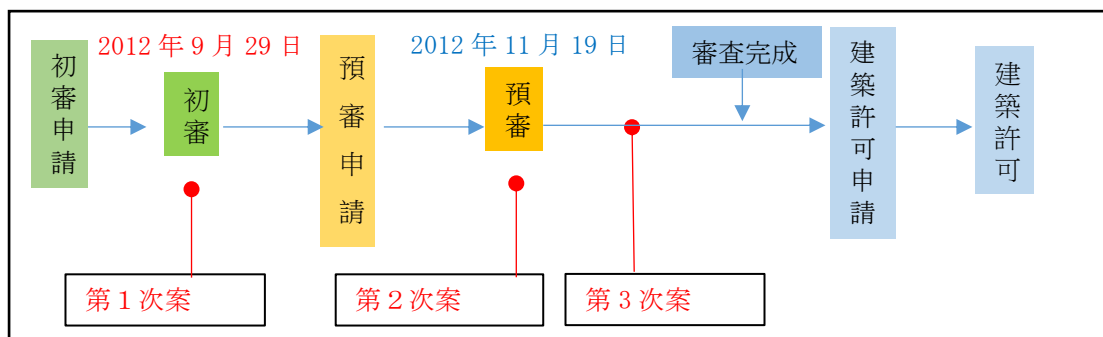 2012 年 9 月 29 日
2012 年 11 月 19 日
初審申請
初審
預審申請
預審
審査完成
建築許可申請
建築許可
第１次案
第２次案
第３次案